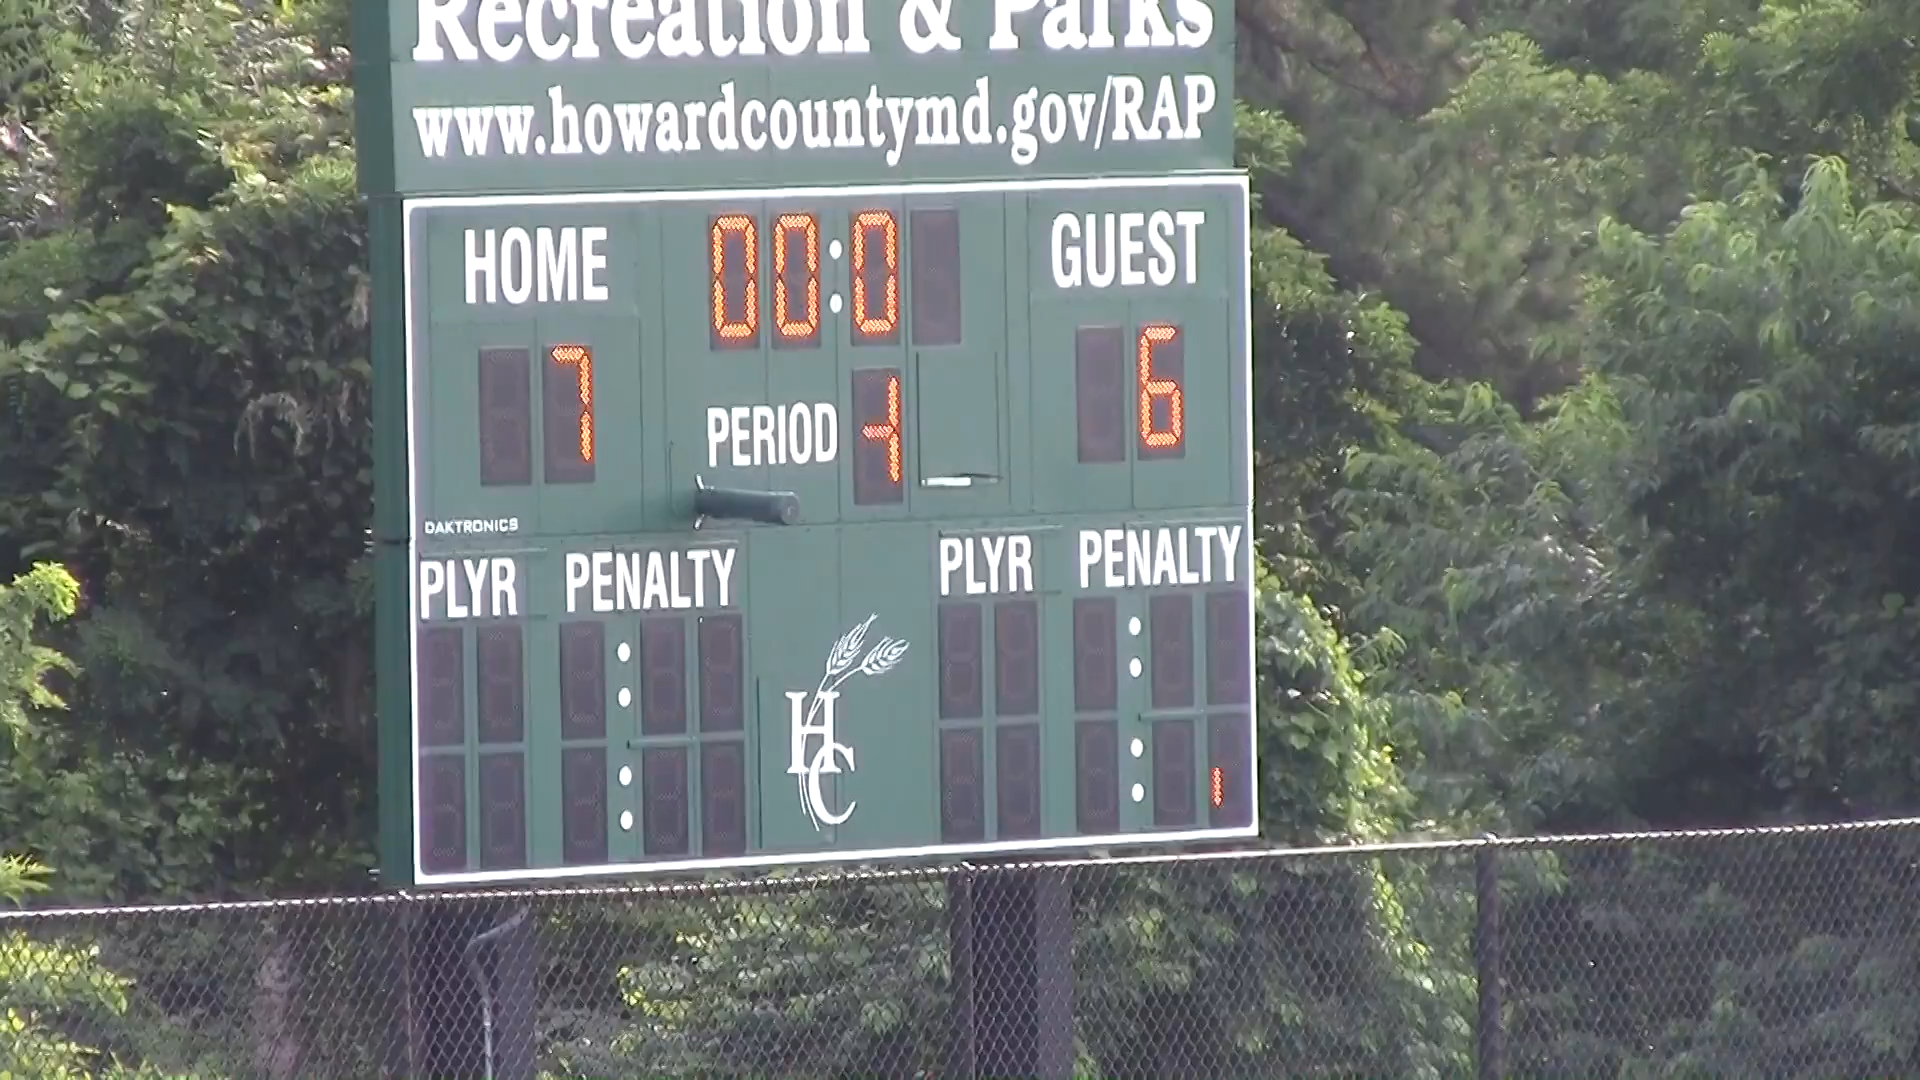 Recreation & Parks
www.howardcountymd.gov/RAP
HOME 00:0 GUEST
7 PERIOD 6
DAKTRONICS
PLYR PENALTY PLYR PENALTY
HC
1